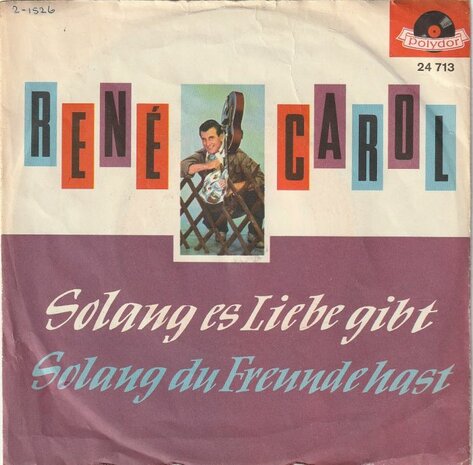 2-1526
polydor
24 713
RENÉ CAROL
Solang es Liebe gibt
Solang du Freunde hast